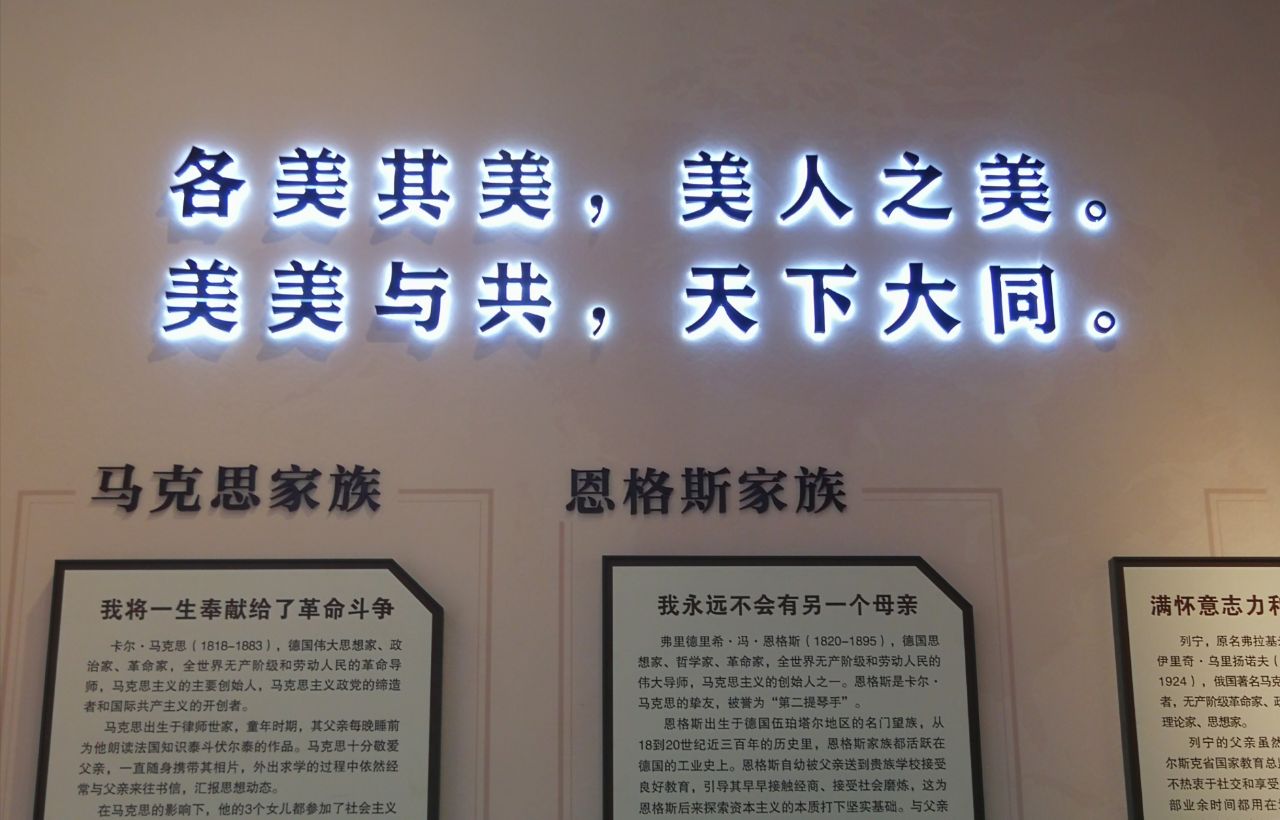 各美其美，美人之美。
美美与共，天下大同。
马克思家族
恩格斯家族
我将一生奉献给了革命斗争
卡尔·马克思（1818-1883），德国伟大思想家、政
治家、革命家，全世界无产阶级和劳动人民的革命导
师，马克思主义的主要创始人，马克思主义政党的缔造
者和国际共产主义的开创者。
马克思出生于律师世家，童年时期，其父亲每晚睡前
为他朗读法国知识泰斗伏尔泰的作品。马克思十分敬爱
父亲，一直随身携带其相片，外出求学的过程中依然经
常与父亲来往书信，汇报思想动态。
在马克思的影响下，他的3个女儿都参加了社会主义
我永远不会有另一个母亲
弗里德里希·冯·恩格斯（1820-1895），德国思
想家、哲学家、革命家，全世界无产阶级和劳动人民的
伟大导师，马克思主义的创始人之一。恩格斯是卡尔·
马克思的挚友，被誉为“第二提琴手”。
恩格斯出生于德国伍珀塔尔地区的名门望族，从
18到20世纪近三百年的历史里，恩格斯家族都活跃在
德国的工业史上。恩格斯自幼被父亲送到贵族学校接受
良好教育，引导其早早接触经商、接受社会磨炼，这为
恩格斯后来探索资本主义的本质打下坚实基础。与父亲
满怀意志力和
列宁，原名弗拉基
伊里奇·乌里扬诺夫（
1924），俄国著名马克
者，无产阶级革命家、政
理论家、思想家。
列宁的父亲虽然
尔斯克省国家教育总监
不热衷于社交和享受
部业余时间都用在